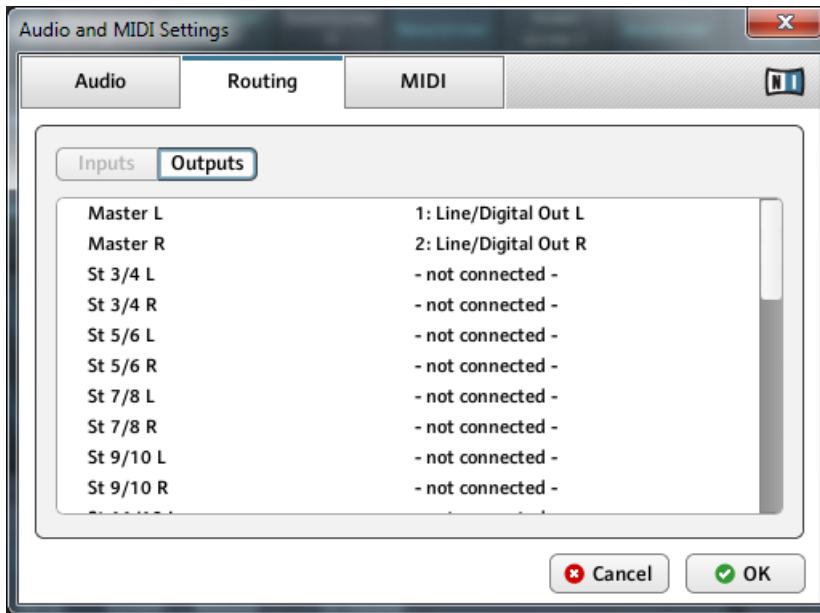 Audio and MIDI Settings
Audio Routing MIDI
NI
Inputs Outputs
Master L 1: Line/Digital Out L
Master R 2: Line/Digital Out R
St 3/4 L - not connected -
St 3/4 R - not connected -
St 5/6 L - not connected -
St 5/6 R - not connected -
St 7/8 L - not connected -
St 7/8 R - not connected -
St 9/10 L - not connected -
St 9/10 R - not connected -
Cancel OK